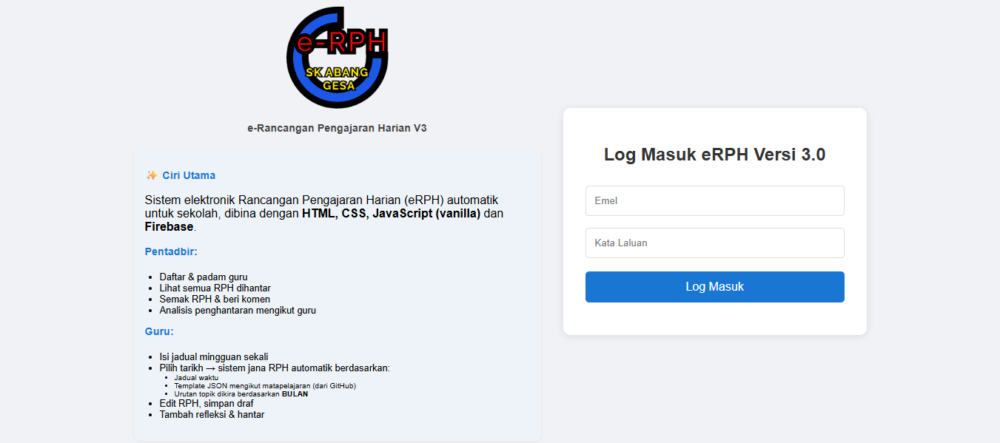 e-RPH
SK ABANG
GESA
e-Rancangan Pengajaran Harian V3
✨ Ciri Utama
Sistem elektronik Rancangan Pengajaran Harian (eRPH) automatik
untuk sekolah, dibina dengan HTML, CSS, JavaScript (vanilla) dan
Firebase.
Pentadbir:
• Daftar & padam guru
• Lihat semua RPH dihantar
• Semak RPH & beri komen
• Analisis penghantaran mengikut guru
Guru:
• Isi jadual mingguan sekali
• Pilih tarikh → sistem jana RPH automatik berdasarkan:
• Jadual waktu
• Template JSON mengikut matapelajaran (dari GitHub)
• Urutan topik dikira berdasarkan BULAN
• Edit RPH, simpan draf
• Tambah refleksi & hantar
Log Masuk eRPH Versi 3.0
Emel
Kata Laluan
Log Masuk